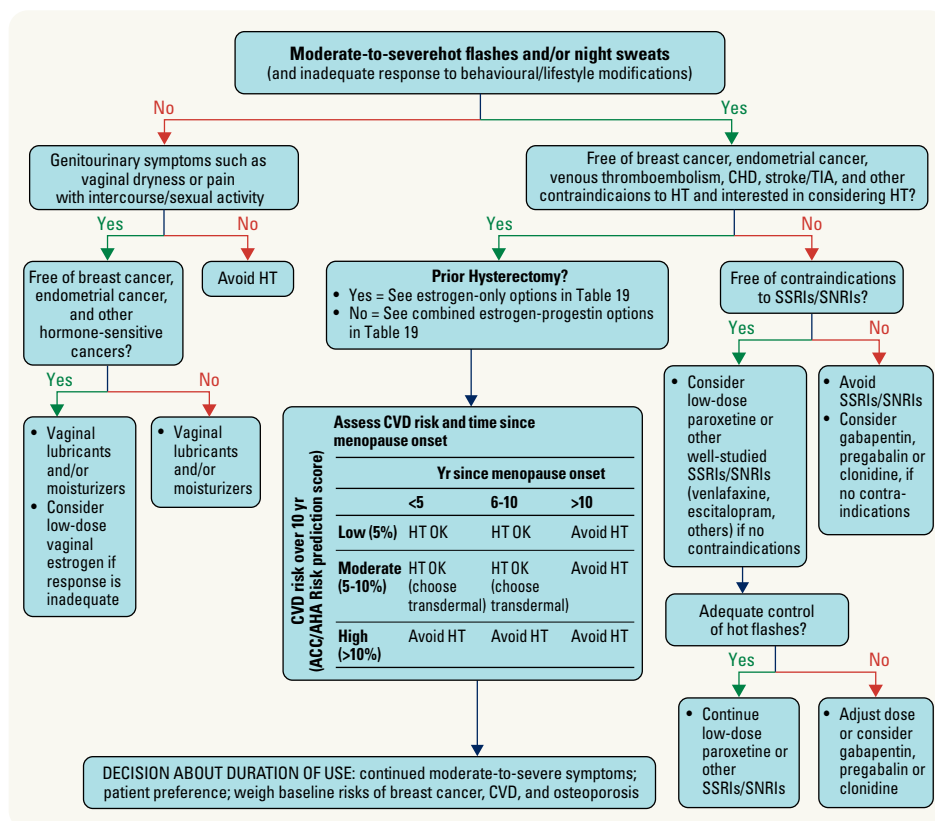 Moderate-to-severehot flashes and/or night sweats
(and inadequate response to behavioural/lifestyle modifications)
No
Yes
Genitourinary symptoms such as
vaginal dryness or pain
with intercourse/sexual activity
Free of breast cancer, endometrial cancer,
venous thromboembolism, CHD, stroke/TIA, and other
contraindicaions to HT and interested in considering HT?
Yes
No
Yes
No
Free of breast cancer,
endometrial cancer,
and other
hormone-sensitive
cancers?
Avoid HT
Prior Hysterectomy?
• Yes = See estrogen-only options in Table 19
• No = See combined estrogen-progestin options
in Table 19
Free of contraindications
to SSRIs/SNRIs?
Yes
No
Yes
No
• Vaginal
lubricants
and/or
moisturizers
• Consider
low-dose
vaginal
estrogen if
response is
inadequate
• Vaginal
lubricants
and/or
moisturizers
Assess CVD risk and time since
menopause onset
CVD risk over 10 yr
(ACC/AHA Risk prediction score)
Yr since menopause onset
<5 6-10 >10
Low (5%) HT OK HT OK Avoid HT
Moderate HT OK HT OK Avoid HT
(5-10%) (choose (choose
transdermal) transdermal)
High Avoid HT Avoid HT Avoid HT
(>10%)
• Consider
low-dose
paroxetine or
other
well-studied
SSRIs/SNRIs
(venlafaxine,
escitalopram,
others) if no
contraindications
• Avoid
SSRIs/SNRIs
• Consider
gabapentin,
pregabalin or
clonidine, if
no contra-
indications
Adequate control
of hot flashes?
Yes
No
• Continue
low-dose
paroxetine or
other
SSRIs/SNRIs
• Adjust dose
or consider
gabapentin,
pregabalin or
clonidine
DECISION ABOUT DURATION OF USE: continued moderate-to-severe symptoms;
patient preference; weigh baseline risks of breast cancer, CVD, and osteoporosis